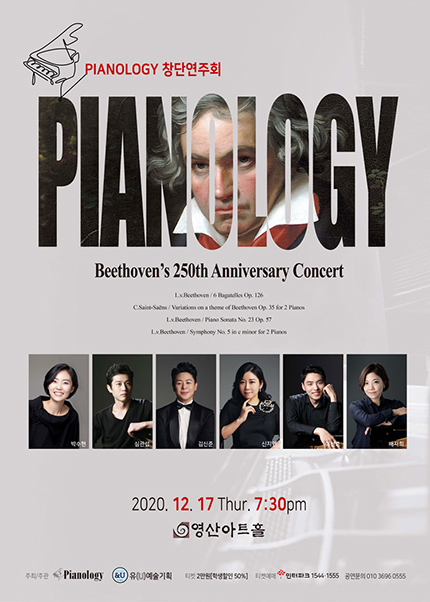 PIANOLOGY 창단연주회
PIANOLOGY
Beethoven's 250th Anniversary Concert
L.v.Beethoven / 6 Bagatelles Op. 126
C.Saint-Saëns / Variations on a theme of Beethoven Op. 35 for 2 Pianos
L.v.Beethoven / Piano Sonata No. 23 Op. 57
L.v.Beethoven / Symphony No. 5 in c minor for 2 Pianos
박수현 심관섭 김신준 배지희
2020. 12. 17 Thur. 7:30pm
영산아트홀
주최/주관 Pianology &U 유(U)예술기획 티켓 2만원[학생할인 50%] 티켓예매 인터파크 1544-1555 공연문의 010 3696 0555